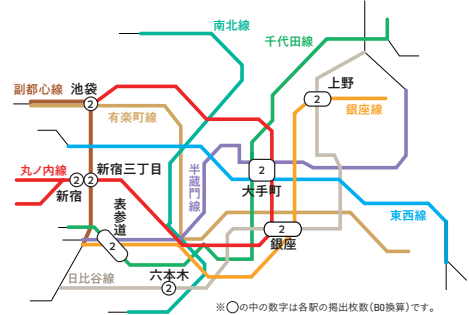 南北線
千代田線
副都心線
池袋
2
有楽町線
上野
2
銀座線
丸ノ内線
新宿三丁目
2
2
新宿
半蔵門線
2
大手町
表参道
2
東西線
2
銀座
日比谷線
六本木
2
※○の中の数字は各駅の掲出枚数(B0換算)です。